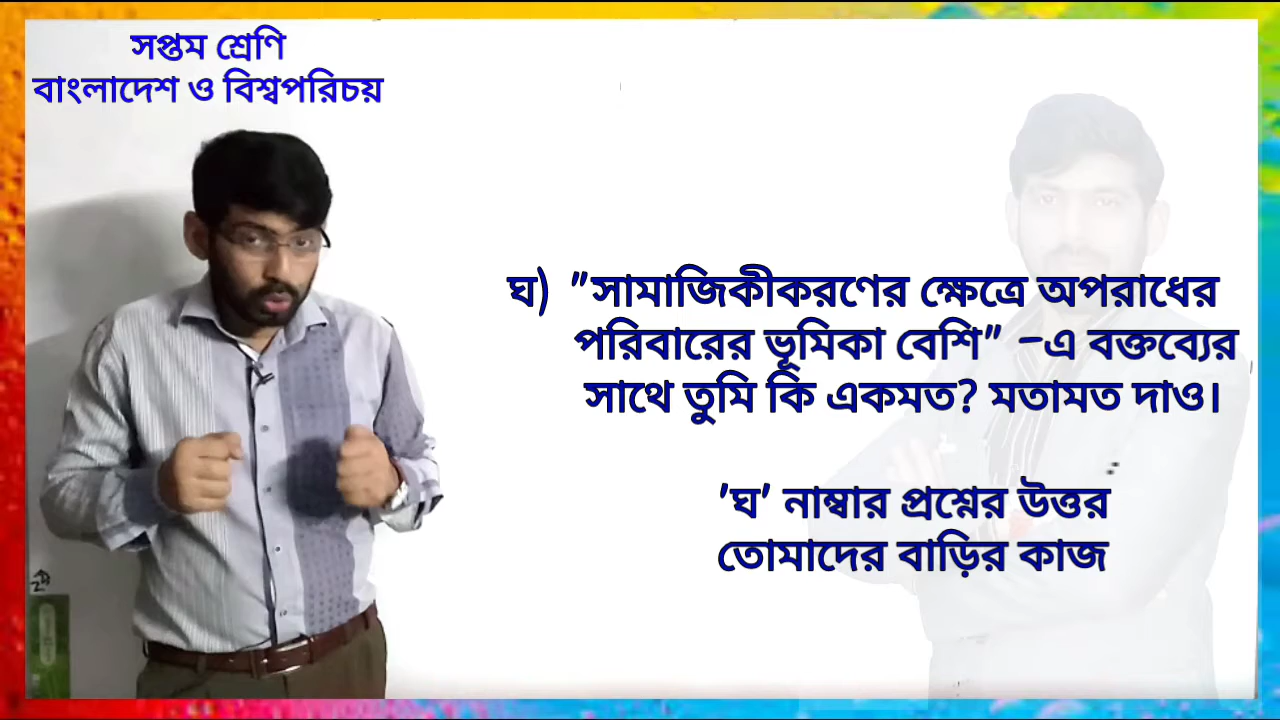 সপ্তম শ্রেণি
বাংলাদেশ ও বিশ্বপরিচয়
ঘ) "সামাজিকীকরণের ক্ষেত্রে অপরাধের
পরিবারের ভূমিকা বেশি" –এ বক্তব্যের
সাথে তুমি কি একমত? মতামত দাও।
'ঘ' নাম্বার প্রশ্নের উত্তর
তোমাদের বাড়ির কাজ